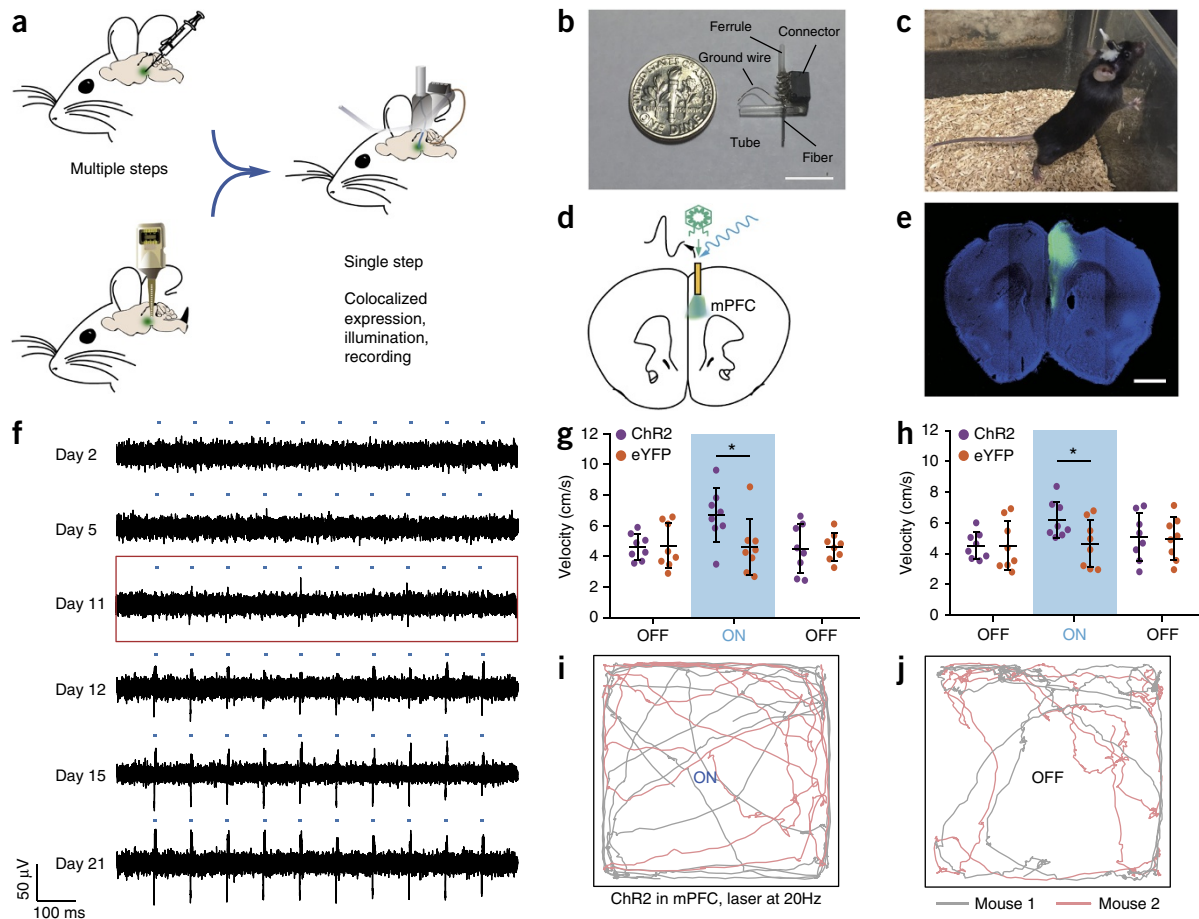 a
Multiple steps
Single step
Colocalized
expression,
illumination,
recording
b
Ferrule
Connector
Ground wire
Tube
Fiber
ONE DIME
c
d
mPFC
e
f
Day 2
Day 5
Day 11
Day 12
Day 15
Day 21
50 µV
100 ms
g
12
10
8
6
4
2
0
Velocity (cm/s)
ChR2
eYFP
*
OFF
ON
OFF
h
12
10
8
6
4
2
0
Velocity (cm/s)
ChR2
eYFP
*
OFF
ON
OFF
i
ON
ChR2 in mPFC, laser at 20Hz
j
OFF
Mouse 1
Mouse 2